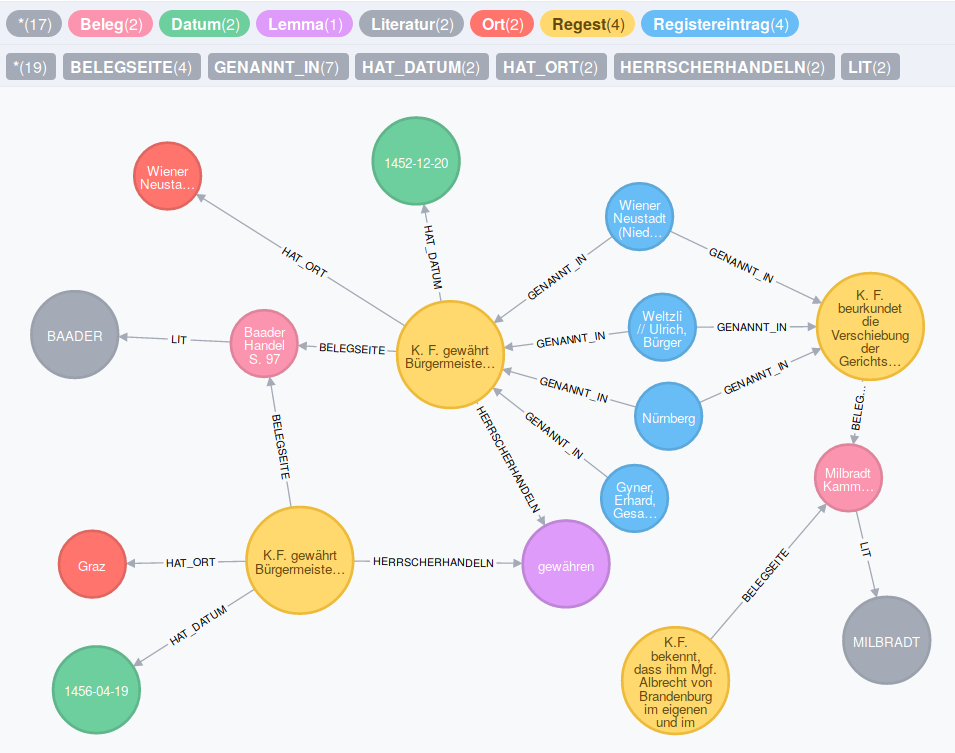 *(17) Beleg(2) Datum(2) Lemma(1) Literatur(2) Ort(2) Regest(4) Registereintrag(4)
*(19) BELEGSEITE(4) GENANNT_IN(7) HAT_DATUM(2) HAT_ORT(2) HERRSCHERHANDELN(2) LIT(2)
Wiener
Neusta…
1452-12-20
Wiener
Neustadt
(Nied…
HAT_ORT
HAT_DATUM
GENANNT_IN
GENANNT_IN
K. F.
beurkundet
die
Verschiebung
der
Gerichts…
BAADER
LIT
Baader
Handel
S. 97
BELEGSEITE
K. F. gewährt
Bürgermeiste…
GENANNT_IN
Weltzli
// Ulrich,
Bürger
GENANNT_IN
GENANNT_IN
Nürnberg
GENANNT_IN
BELEG…
BELEGSEITE
HERRSCHERHANDELN
GENANNT_IN
Gyner,
Erhard,
Gesa…
Milbradt
Kamm…
Graz
HAT_ORT
K.F. gewährt
Bürgermeiste…
HERRSCHERHANDELN
gewähren
BELEGSEITE
LIT
HAT_DATUM
1456-04-19
K.F.
bekennt,
dass ihm Mgf.
Albrecht von
Brandenburg
im eigenen
und im
MILBRADT